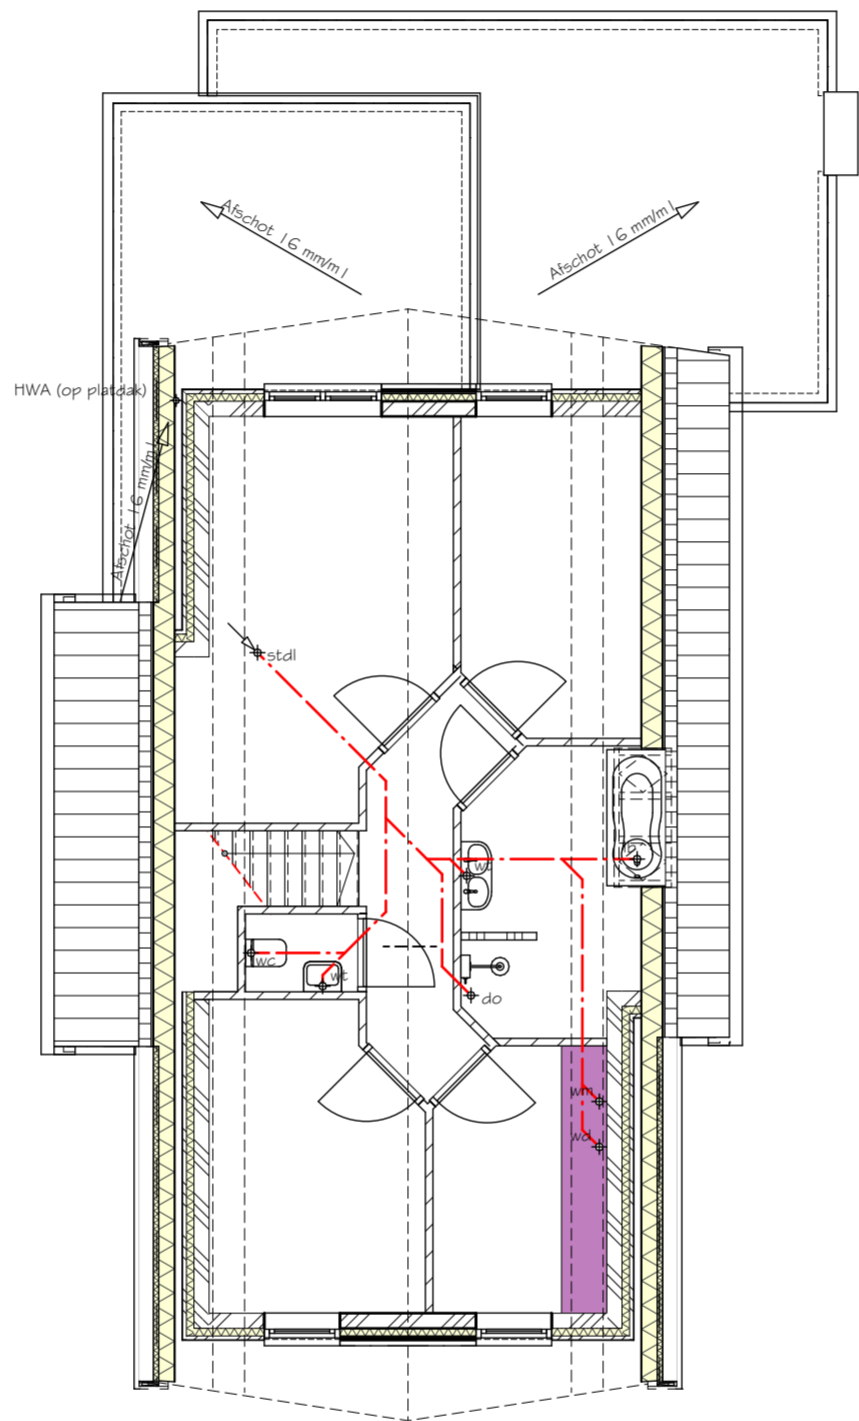 Afschot 16 mm/m1
Afschot 16 mm/m1
HWA (op platdak)
Afschot 16 mm/m1
stdl
wt
lb
wc
wt
do
wm
wd